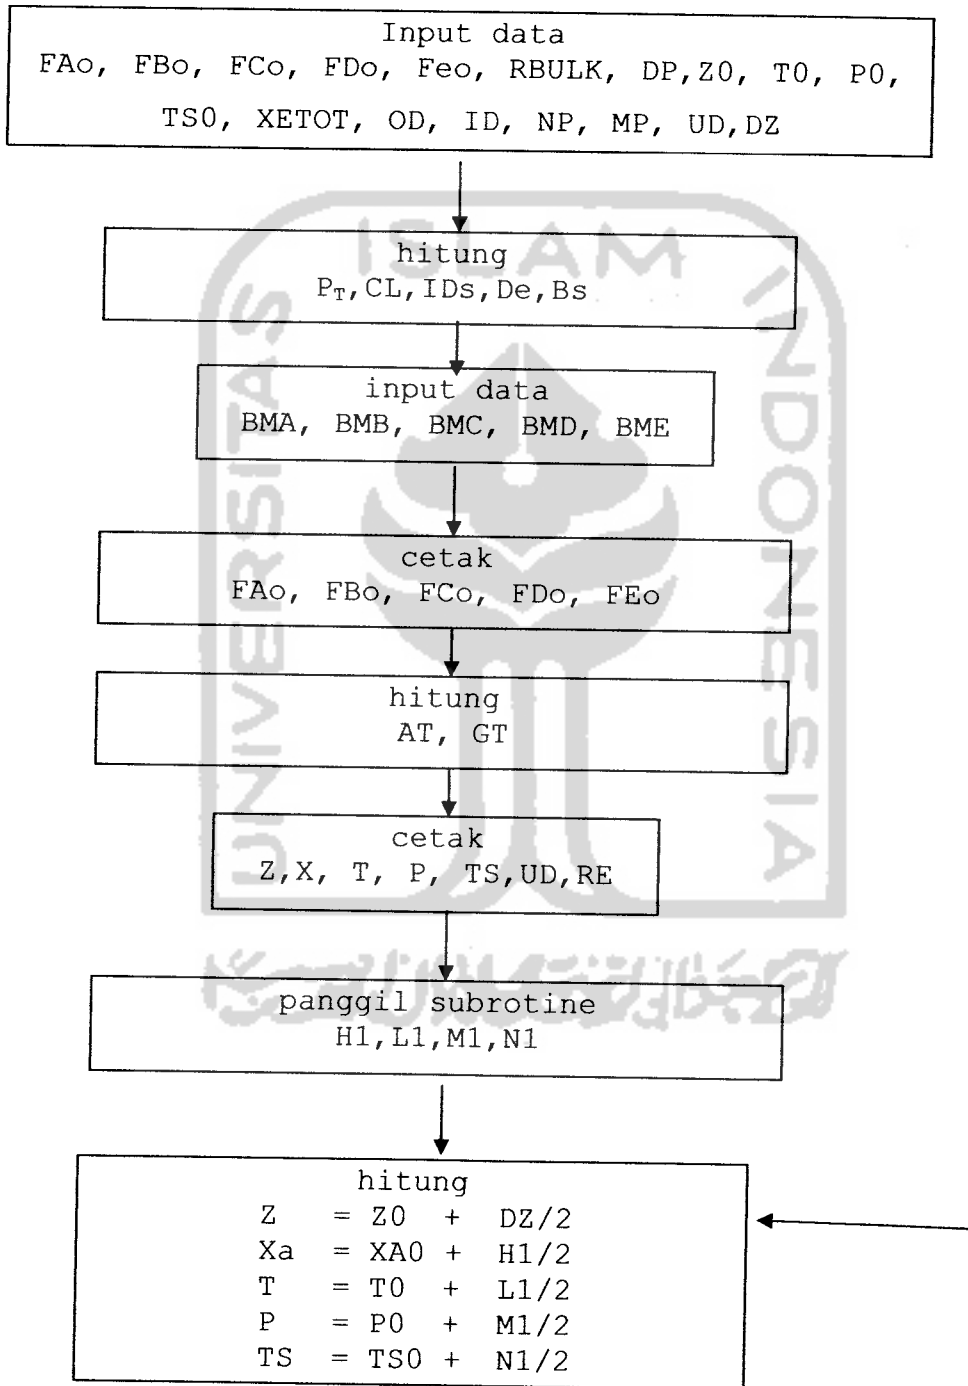 Input data
FAo, FBo, FCo, FDo, Feo, RBULK, DP,Z0, T0, P0,
TS0, XETOT, OD, ID, NP, MP, UD,DZ
hitung
PT,CL,IDs,De,Bs
input data
BMA, BMB, BMC, BMD, BME
cetak
FAo, FBo, FCo, FDo, FEo
hitung
AT, GT
cetak
Z,X, T, P, TS,UD,RE
panggil subrotine
H1,L1,M1,N1
hitung
Z = Z0 + DZ/2
Xa = XA0 + H1/2
T = T0 + L1/2
P = P0 + M1/2
TS = TS0 + N1/2
ISLAM
UNIVERSITAS
INDONESIA